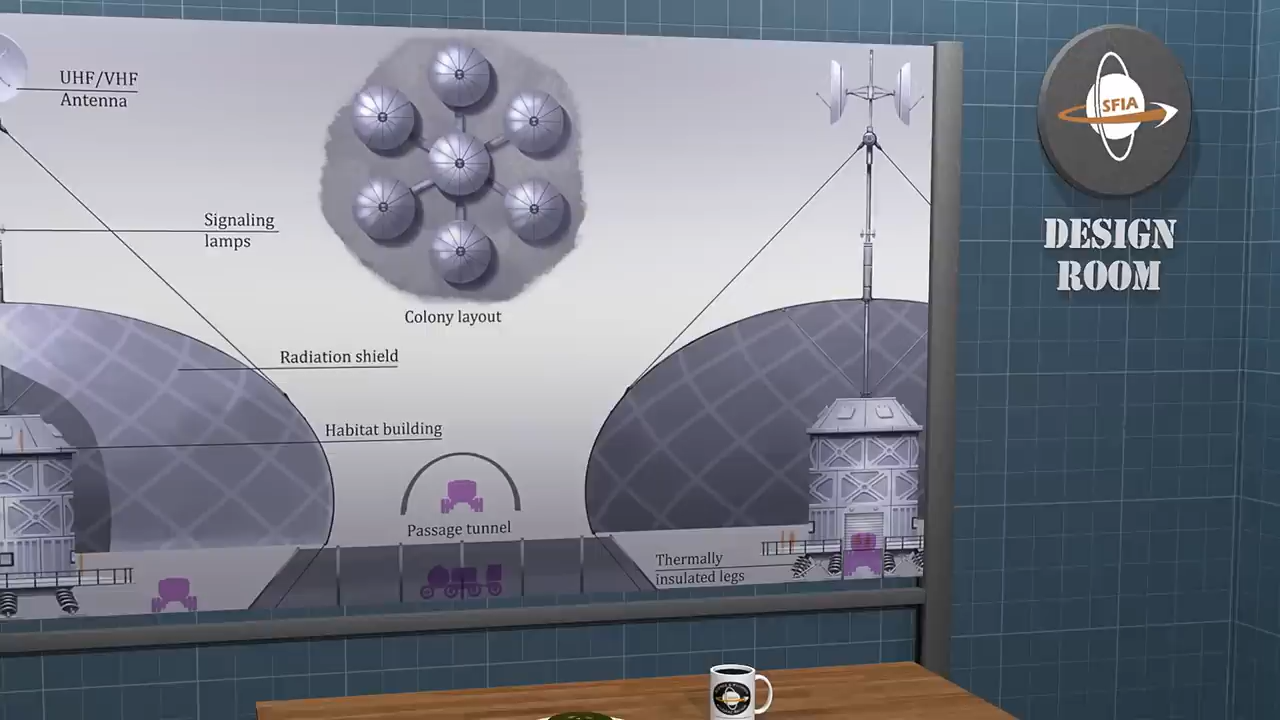 UHF/VHF
Antenna
Signaling
lamps
Colony layout
Radiation shield
Habitat building
Passage tunnel
Thermally
insulated legs
SFIA
DESIGN
ROOM